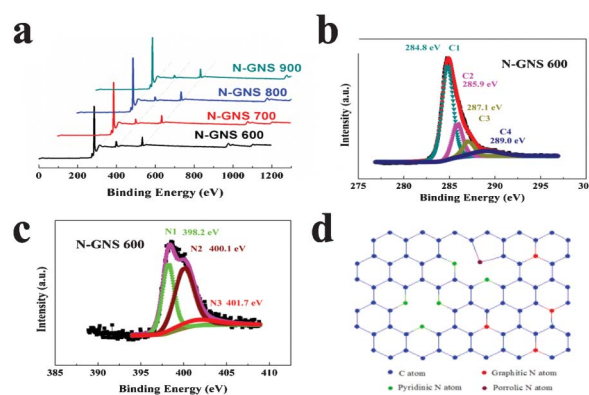 a
N-GNS 900
N-GNS 800
N-GNS 700
N-GNS 600
Intensity (a.u.)
0 200 400 600 800 1000 1200
Binding Energy (eV)
b
284.8 eV C1
N-GNS 600
C2
285.9 eV
287.1 eV
C3
C4
289.0 eV
Intensity (a.u.)
275 280 285 290 295 30
Binding Energy (eV)
c
N-GNS 600
N1 398.2 eV
N2 400.1 eV
N3 401.7 eV
Intensity (a.u.)
385 390 395 400 405 410
Binding Energy (eV)
d
C atom
Graphitic N atom
Pyridinic N atom
Porrolic N atom